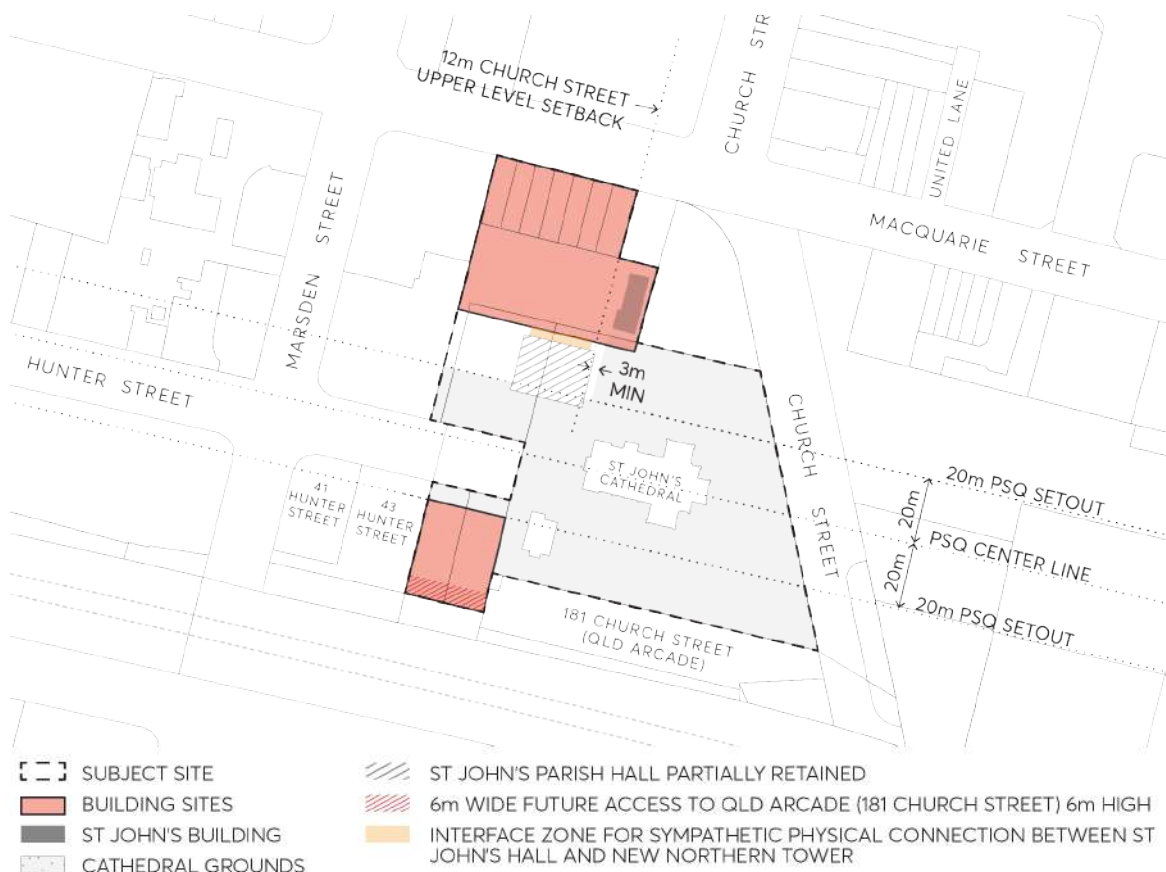 12m CHURCH STREET
UPPER LEVEL SETBACK
CHURCH STR
UNITED LANE
MACQUARIE STREET
MARSDEN STREET
HUNTER STREET
3m
MIN
CHURCH STREET
ST JOHN'S
CATHEDRAL
41
HUNTER
STREET
43
HUNTER
STREET
20m PSQ SETOUT
20m
PSQ CENTER LINE
20m
20m PSQ SETOUT
181 CHURCH STREET
(QLD ARCADE)
SUBJECT SITE
BUILDING SITES
ST JOHN'S BUILDING
CATHEDRAL GROUNDS
ST JOHN'S PARISH HALL PARTIALLY RETAINED
6m WIDE FUTURE ACCESS TO QLD ARCADE (181 CHURCH STREET) 6m HIGH
INTERFACE ZONE FOR SYMPATHETIC PHYSICAL CONNECTION BETWEEN ST
JOHN'S HALL AND NEW NORTHERN TOWER